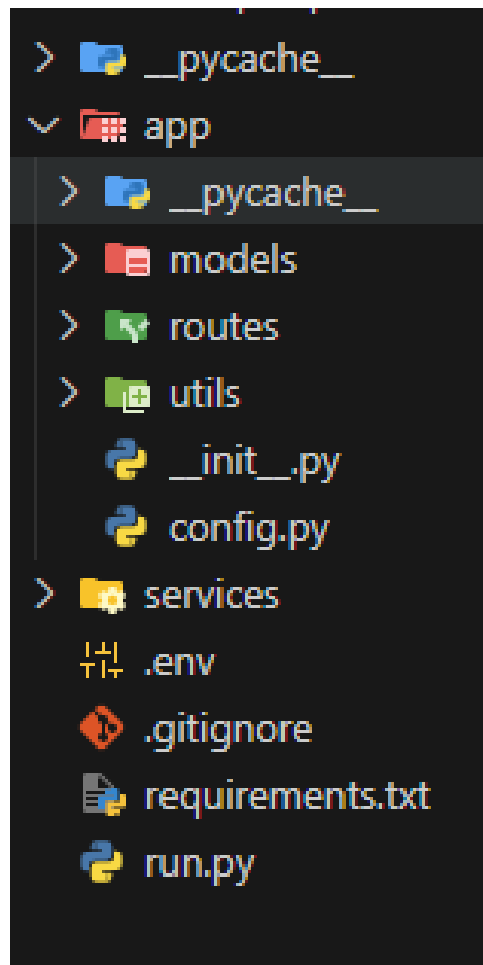 __pycache__
app
__pycache__
models
routes
utils
__init__.py
config.py
services
.env
.gitignore
requirements.txt
run.py